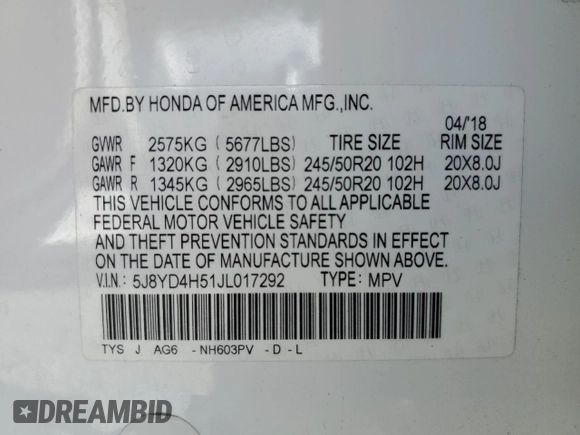 MFD.BY HONDA OF AMERICA MFG.,INC.
04/'18
GVWR 2575KG ( 5677LBS) TIRE SIZE RIM SIZE
GAWR F 1320KG ( 2910LBS) 245/50R20 102H 20X8.0J
GAWR R 1345KG ( 2965LBS) 245/50R20 102H 20X8.0J
THIS VEHICLE CONFORMS TO ALL APPLICABLE
FEDERAL MOTOR VEHICLE SAFETY
AND THEFT PREVENTION STANDARDS IN EFFECT
ON THE DATE OF MANUFACTURE SHOWN ABOVE.
V.I.N.: 5J8YD4H51JL017292 TYPE: MPV
TYS J AG6 -NH603PV -D -L
DREAMBID